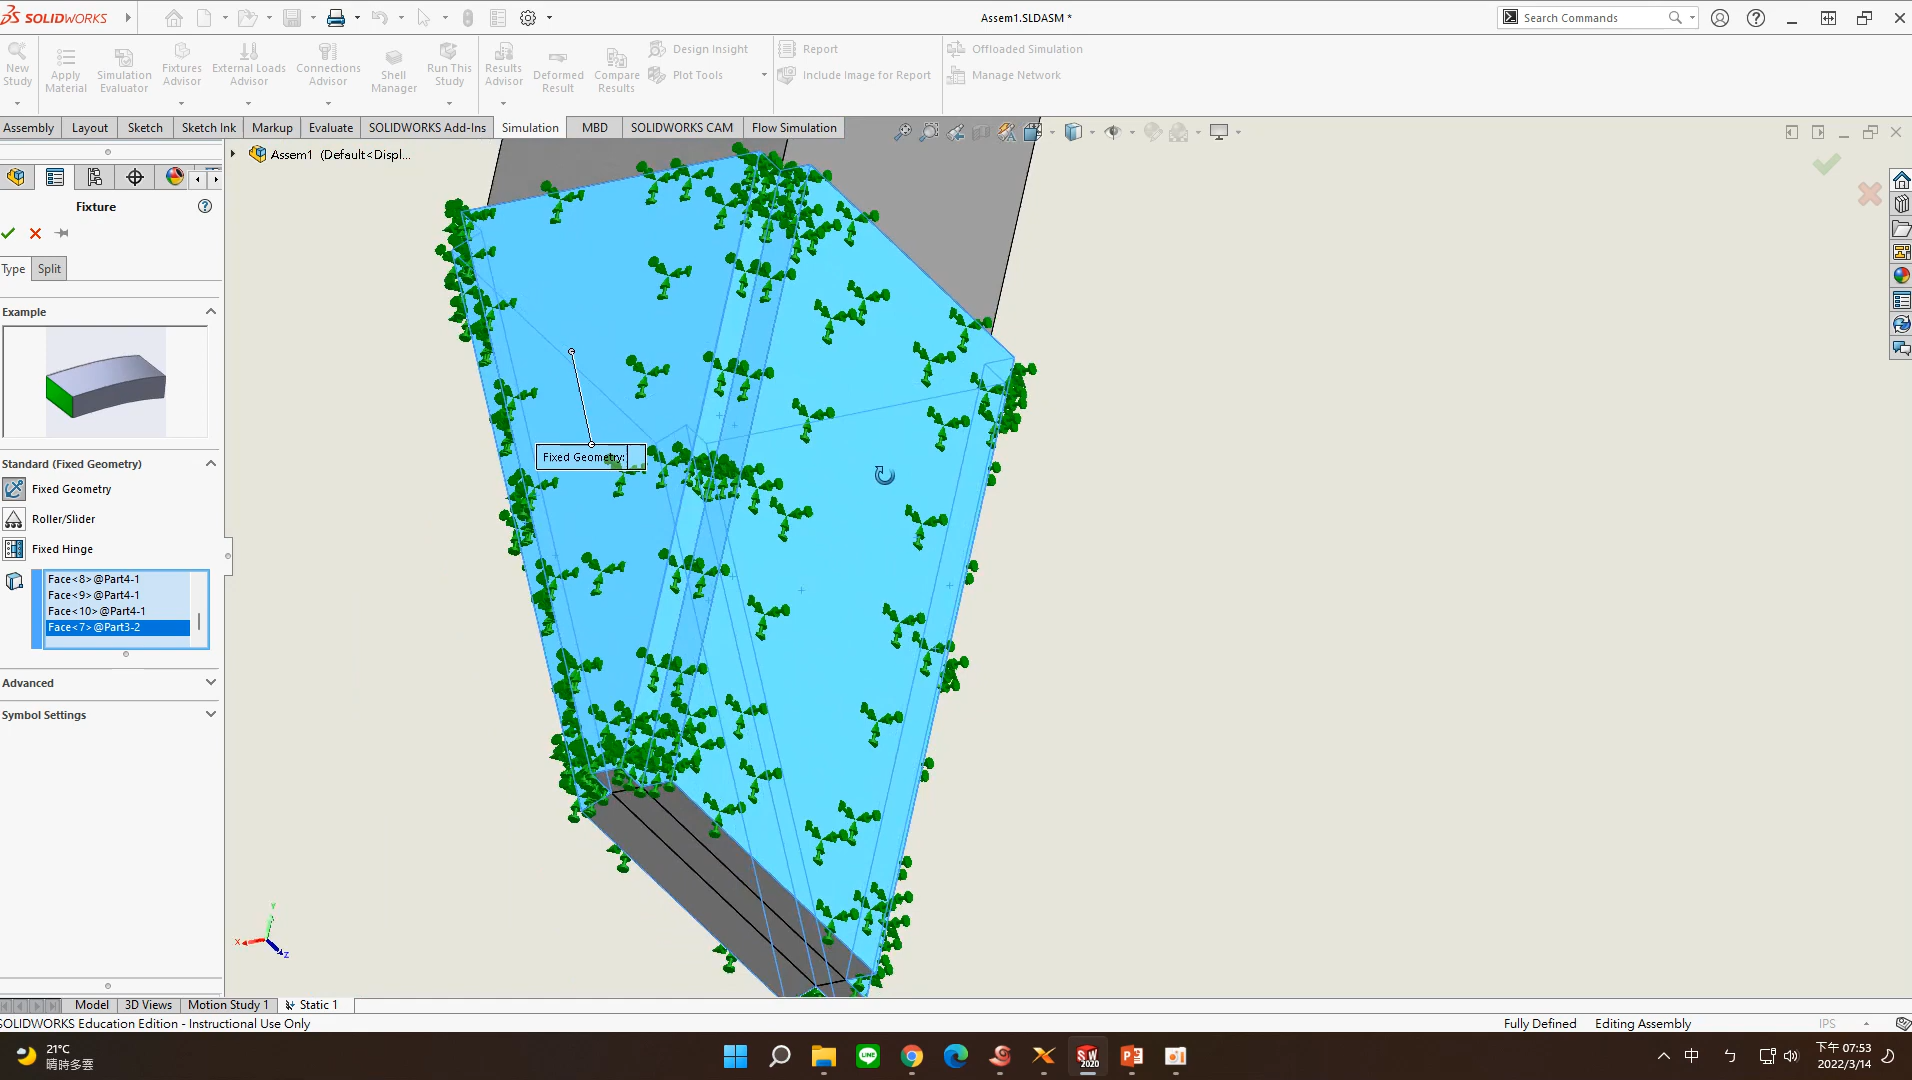 SOLIDWORKS
Assem1.SLDASM *
Search Commands
New Study
Apply Material
Simulation Evaluator
Fixtures Advisor
External Loads Advisor
Connections Advisor
Shell Manager
Run This Study
Results Advisor
Deformed Result
Compare Results
Design Insight
Plot Tools
Report
Include Image for Report
Offloaded Simulation
Manage Network
Assembly
Layout
Sketch
Sketch Ink
Markup
Evaluate
SOLIDWORKS Add-Ins
Simulation
MBD
SOLIDWORKS CAM
Flow Simulation
Assem1 (Default<Displ...
Fixture
Type
Split
Example
Standard (Fixed Geometry)
Fixed Geometry
Roller/Slider
Fixed Hinge
Face<8>@Part4-1
Face<9>@Part4-1
Face<10>@Part4-1
Face<7>@Part3-2
Advanced
Symbol Settings
Fixed Geometry:
Y
X
Z
Model
3D Views
Motion Study 1
Static 1
SOLIDWORKS Education Edition - Instructional Use Only
Fully Defined
Editing Assembly
IPS
21°C
晴時多雲
LINE
SW
2020
中
ㄅ
下午 07:53
2022/3/14